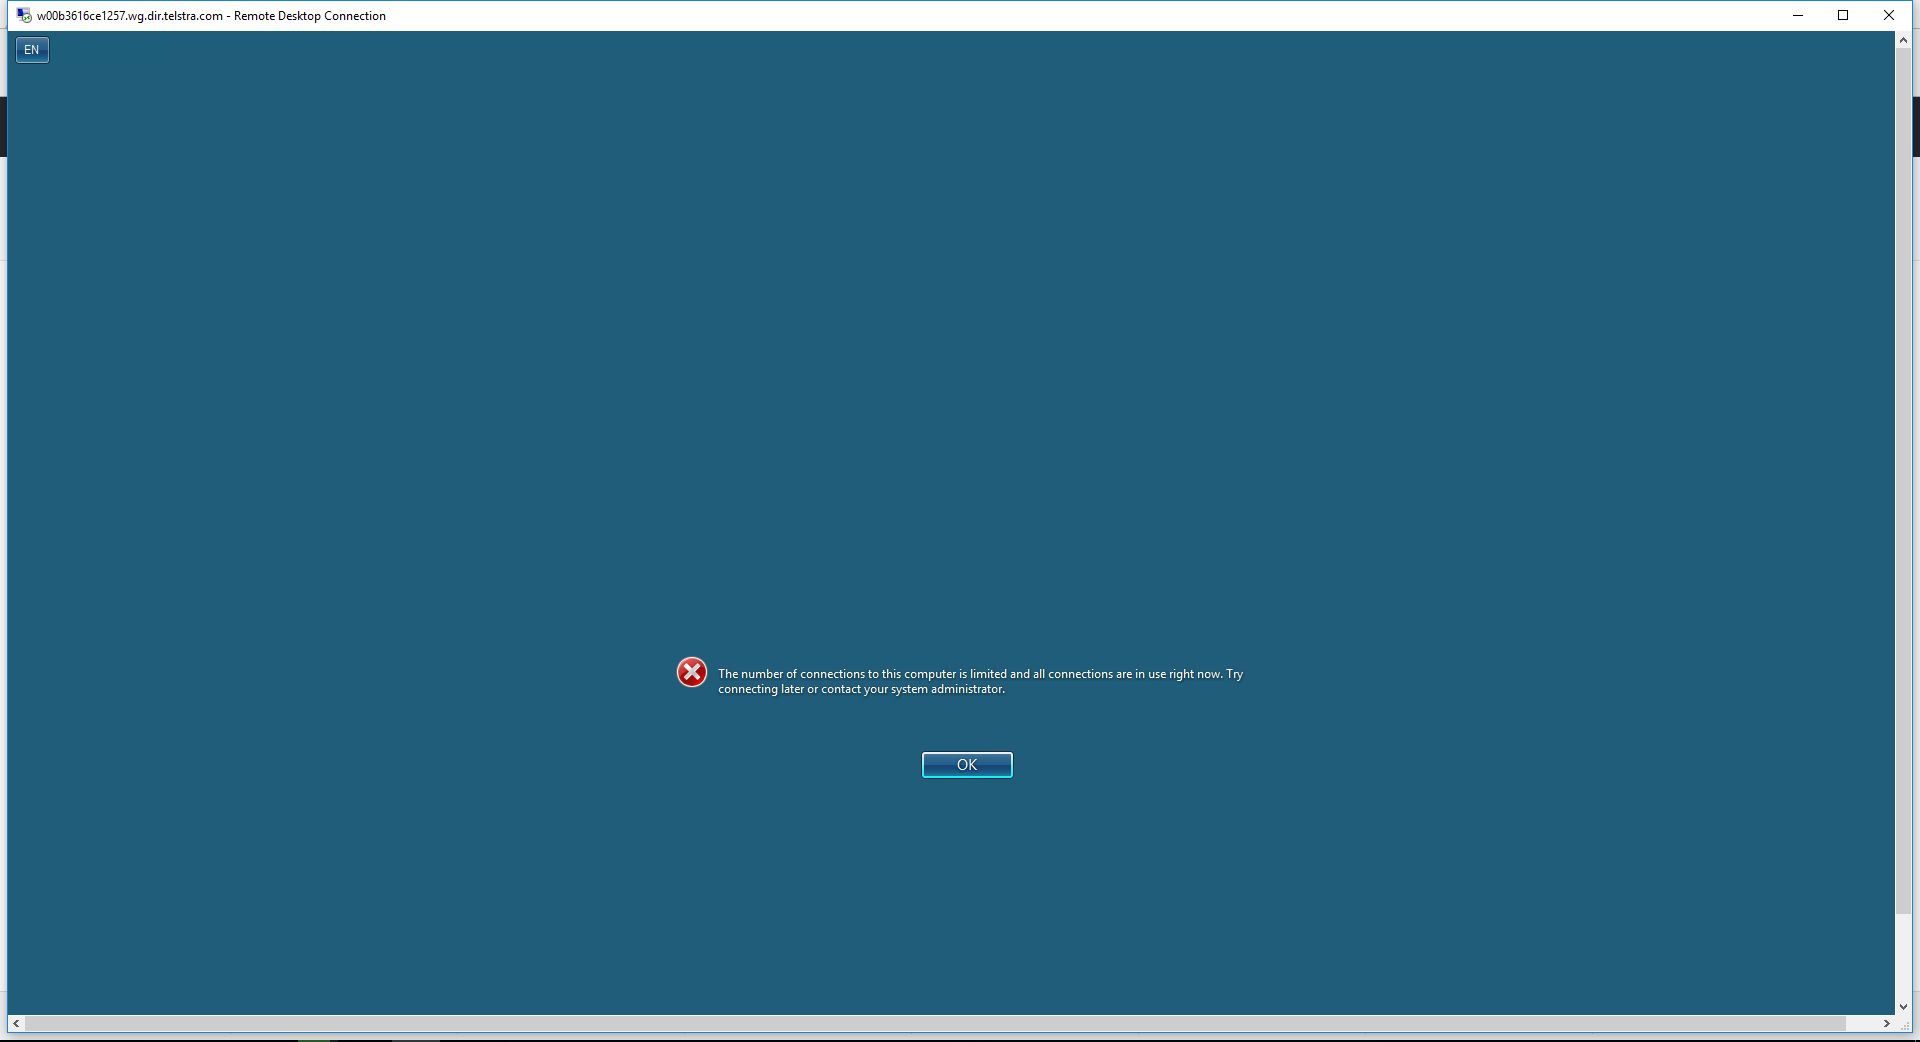 w00b3616ce1257.wg.dir.telstra.com - Remote Desktop Connection
EN
The number of connections to this computer is limited and all connections are in use right now. Try
connecting later or contact your system administrator.
OK